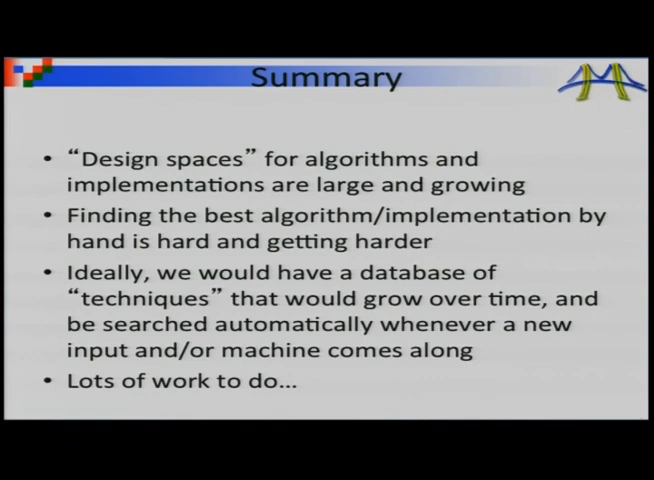 Summary
• “Design spaces” for algorithms and
implementations are large and growing
• Finding the best algorithm/implementation by
hand is hard and getting harder
• Ideally, we would have a database of
“techniques” that would grow over time, and
be searched automatically whenever a new
input and/or machine comes along
• Lots of work to do…